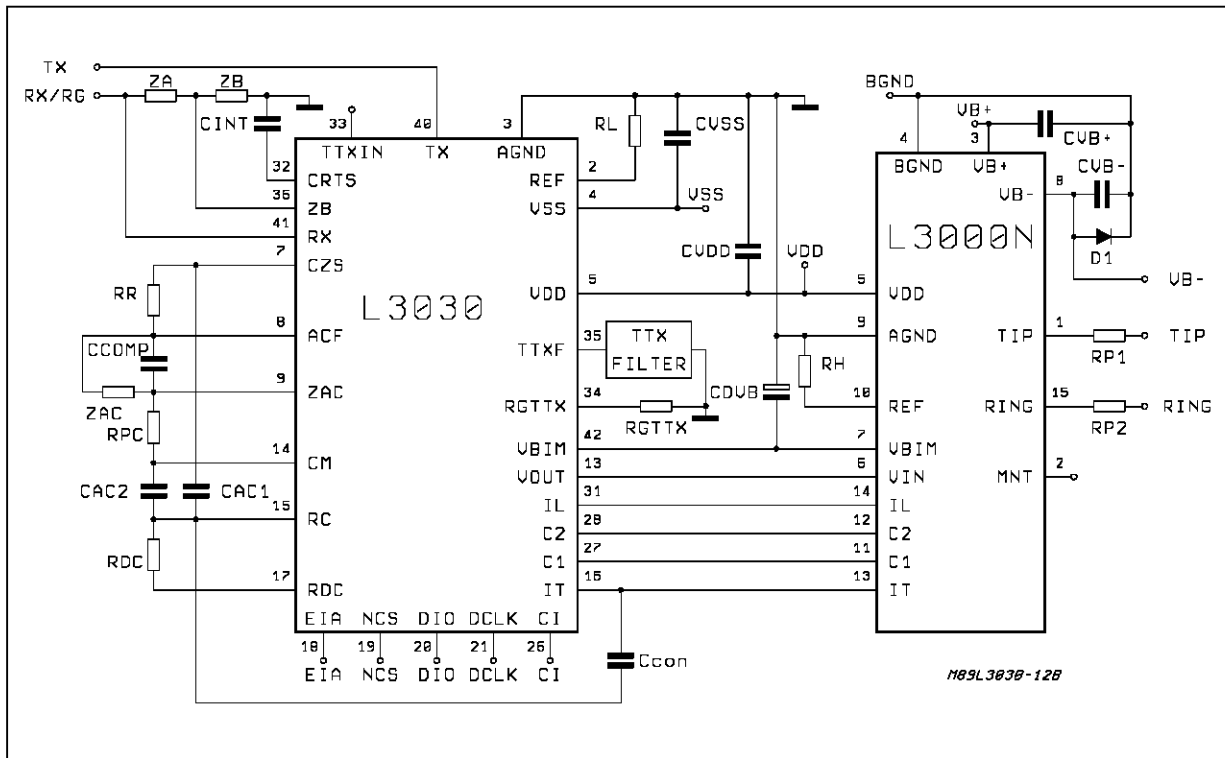 TX
RX/RG
ZA ZB
CINT
33 40 3
TTXIN TX AGND
32 CRTS
36 ZB
41 RX
7 CZS
RR
8 ACF
CCOMP
9 ZAC
ZAC
RPC
14 CM
CAC2 CAC1
15 RC
RDC
17 RDC
L3030
REF 2
VSS 4
VDD 5
TTXF 35
RGTTX 34
VBIM 42
VOUT 13
IL 31
C2 28
C1 27
IT 16
EIA NCS DIO DCLK CI
18 19 20 21 26
EIA NCS DIO DCLK CI
RL
CVSS
VSS
CVDD
VDD
TTX
FILTER
RGTTX
CDVB
RH
Ccon
BGND
VB+
CVB+
4 3
BGND VB+
CVB-
VB- 8
D1
VB-
L3000N
5 VDD
9 AGND
10 REF
7 VBIM
6 VIN
14 IL
12 C2
11 C1
13 IT
TIP 1
RP1
TIP
RING 15
RP2
RING
MNT 2
M89L3030-12B